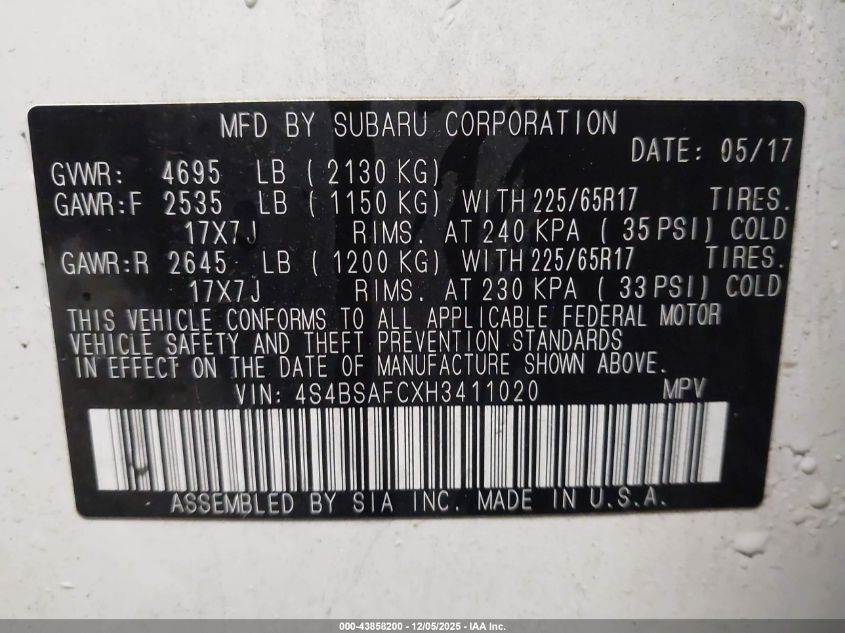 MFD BY SUBARU CORPORATION
DATE: 05/17
GVWR: 4695 LB ( 2130 KG)
GAWR:F 2535 LB ( 1150 KG) WITH 225/65R17 TIRES.
17X7J RIMS. AT 240 KPA ( 35 PSI) COLD
GAWR:R 2645 LB ( 1200 KG) WITH 225/65R17 TIRES.
17X7J RIMS. AT 230 KPA ( 33 PSI) COLD
THIS VEHICLE CONFORMS TO ALL APPLICABLE FEDERAL MOTOR
VEHICLE SAFETY AND THEFT PREVENTION STANDARDS
IN EFFECT ON THE DATE OF MANUFACTURE SHOWN ABOVE.
VIN: 4S4BSAFCXH3411020 MPV
ASSEMBLED BY SIA INC. MADE IN U.S.A.
000-43858200 - 12/05/2025 - IAA Inc.